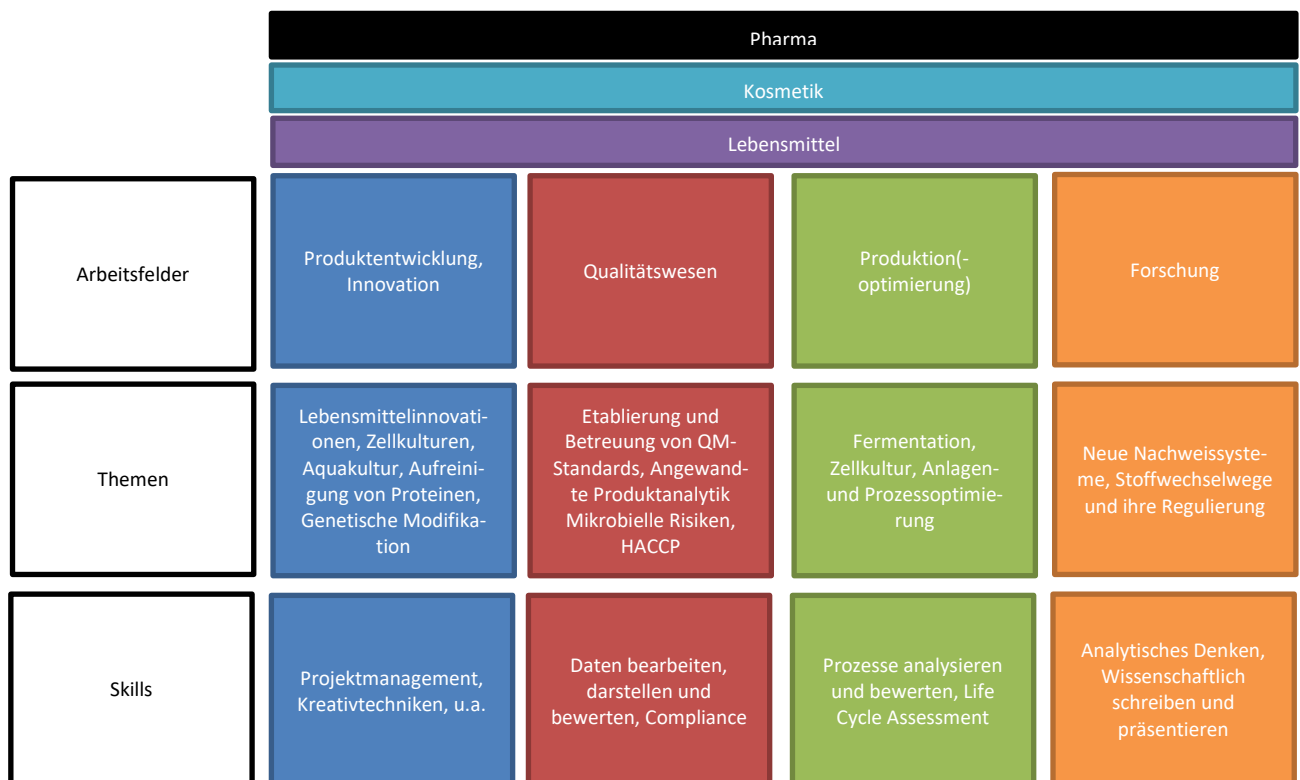 Pharma
Kosmetik
Lebensmittel
Arbeitsfelder
Produktentwicklung,
Innovation
Qualitätswesen
Produktion(-
optimierung)
Forschung
Themen
Lebensmittelinnovati-
onen, Zellkulturen,
Aquakultur, Aufreini-
gung von Proteinen,
Genetische Modifika-
tion
Etablierung und
Betreuung von QM-
Standards, Angewand-
te Produktanalytik
Mikrobielle Risiken,
HACCP
Fermentation,
Zellkultur, Anlagen-
und Prozessoptimie-
rung
Neue Nachweissyste-
me, Stoffwechselwege
und ihre Regulierung
Skills
Projektmanagement,
Kreativtechniken, u.a.
Daten bearbeiten,
darstellen und
bewerten, Compliance
Prozesse analysieren
und bewerten, Life
Cycle Assessment
Analytisches Denken,
Wissenschaftlich
schreiben und
präsentieren